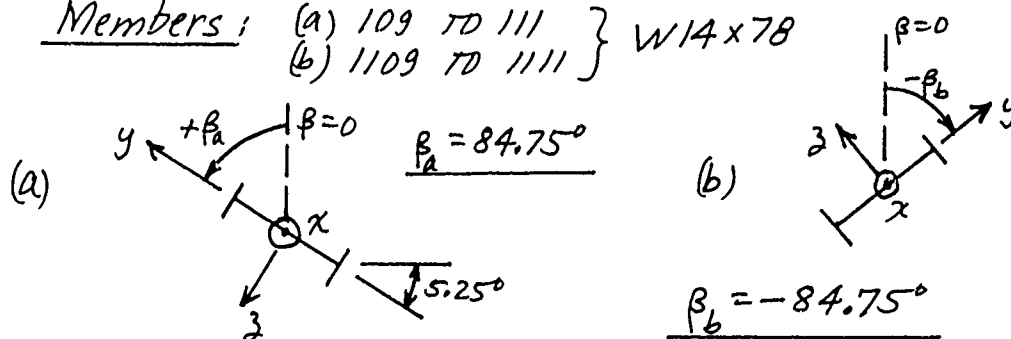 Members: (a) 109 TO 111 } W14x78
(b) 1109 TO 1111
+βa β=0 βa = 84.75°
y
(a)
x
z
5.25°
β=0
-βb
y
z
(b)
x
βb = -84.75°